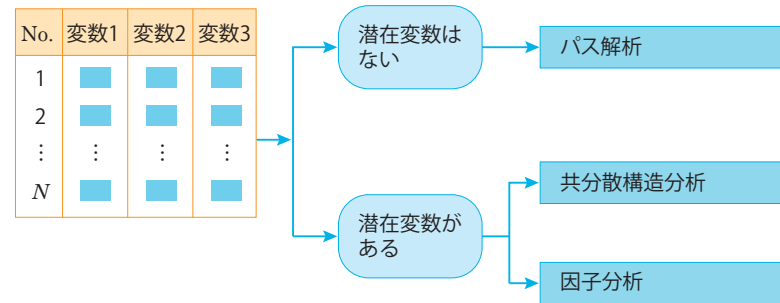 No. 変数1 変数2 変数3
1
2
⋮ ⋮ ⋮ ⋮
N
潜在変数は
ない
パス解析
潜在変数が
ある
共分散構造分析
因子分析